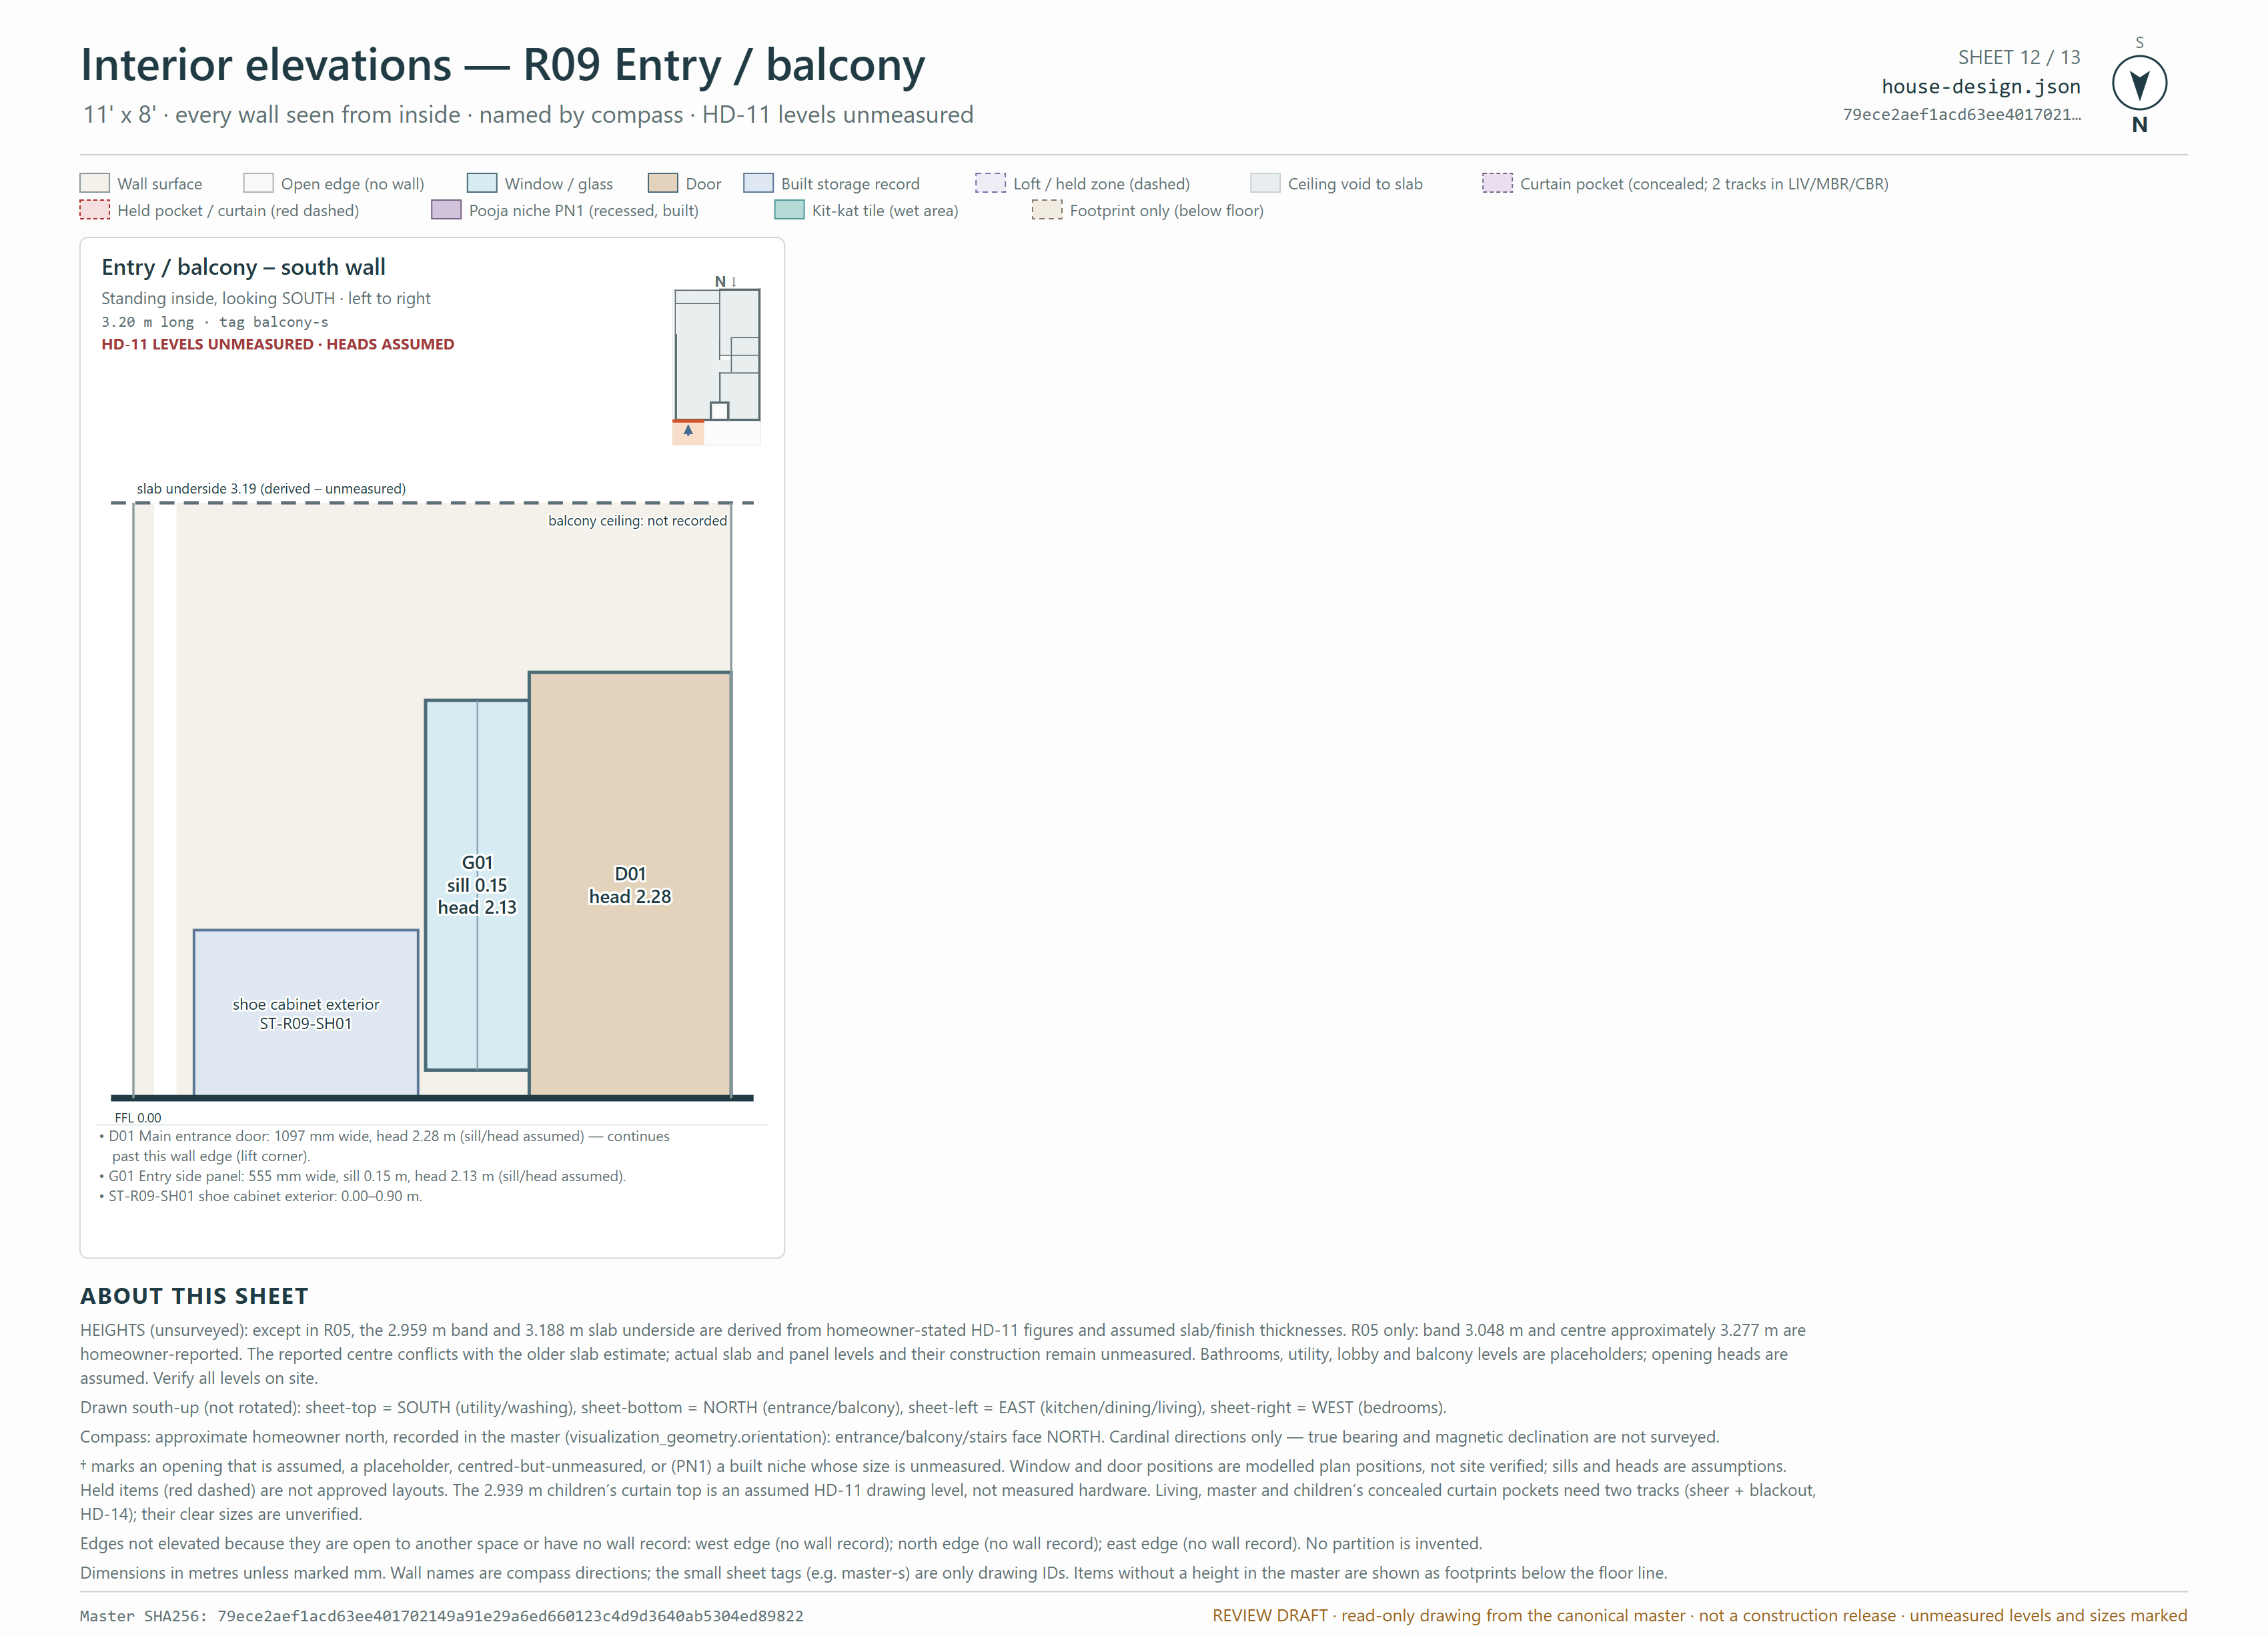 Interior elevations — R09 Entry / balcony
11' x 8' · every wall seen from inside · named by compass · HD-11 levels unmeasured
SHEET 12 / 13
house-design.json
79ece2aef1acd63ee4017021…
S
N
Wall surface
Open edge (no wall)
Window / glass
Door
Built storage record
Loft / held zone (dashed)
Ceiling void to slab
Curtain pocket (concealed; 2 tracks in LIV/MBR/CBR)
Held pocket / curtain (red dashed)
Pooja niche PN1 (recessed, built)
Kit-kat tile (wet area)
Footprint only (below floor)
Entry / balcony – south wall
Standing inside, looking SOUTH · left to right
3.20 m long · tag balcony-s
HD-11 LEVELS UNMEASURED · HEADS ASSUMED
N ↓
slab underside 3.19 (derived – unmeasured)
balcony ceiling: not recorded
G01
sill 0.15
head 2.13
D01
head 2.28
shoe cabinet exterior
ST-R09-SH01
FFL 0.00
• D01 Main entrance door: 1097 mm wide, head 2.28 m (sill/head assumed) — continues
past this wall edge (lift corner).
• G01 Entry side panel: 555 mm wide, sill 0.15 m, head 2.13 m (sill/head assumed).
• ST-R09-SH01 shoe cabinet exterior: 0.00–0.90 m.
ABOUT THIS SHEET
HEIGHTS (unsurveyed): except in R05, the 2.959 m band and 3.188 m slab underside are derived from homeowner-stated HD-11 figures and assumed slab/finish thicknesses. R05 only: band 3.048 m and centre approximately 3.277 m are
homeowner-reported. The reported centre conflicts with the older slab estimate; actual slab and panel levels and their construction remain unmeasured. Bathrooms, utility, lobby and balcony levels are placeholders; opening heads are
assumed. Verify all levels on site.
Drawn south-up (not rotated): sheet-top = SOUTH (utility/washing), sheet-bottom = NORTH (entrance/balcony), sheet-left = EAST (kitchen/dining/living), sheet-right = WEST (bedrooms).
Compass: approximate homeowner north, recorded in the master (visualization_geometry.orientation): entrance/balcony/stairs face NORTH. Cardinal directions only — true bearing and magnetic declination are not surveyed.
† marks an opening that is assumed, a placeholder, centred-but-unmeasured, or (PN1) a built niche whose size is unmeasured. Window and door positions are modelled plan positions, not site verified; sills and heads are assumptions.
Held items (red dashed) are not approved layouts. The 2.939 m children’s curtain top is an assumed HD-11 drawing level, not measured hardware. Living, master and children’s concealed curtain pockets need two tracks (sheer + blackout,
HD-14); their clear sizes are unverified.
Edges not elevated because they are open to another space or have no wall record: west edge (no wall record); north edge (no wall record); east edge (no wall record). No partition is invented.
Dimensions in metres unless marked mm. Wall names are compass directions; the small sheet tags (e.g. master-s) are only drawing IDs. Items without a height in the master are shown as footprints below the floor line.
Master SHA256: 79ece2aef1acd63ee401702149a91e29a6ed660123c4d9d3640ab5304ed89822
REVIEW DRAFT · read-only drawing from the canonical master · not a construction release · unmeasured levels and sizes marked